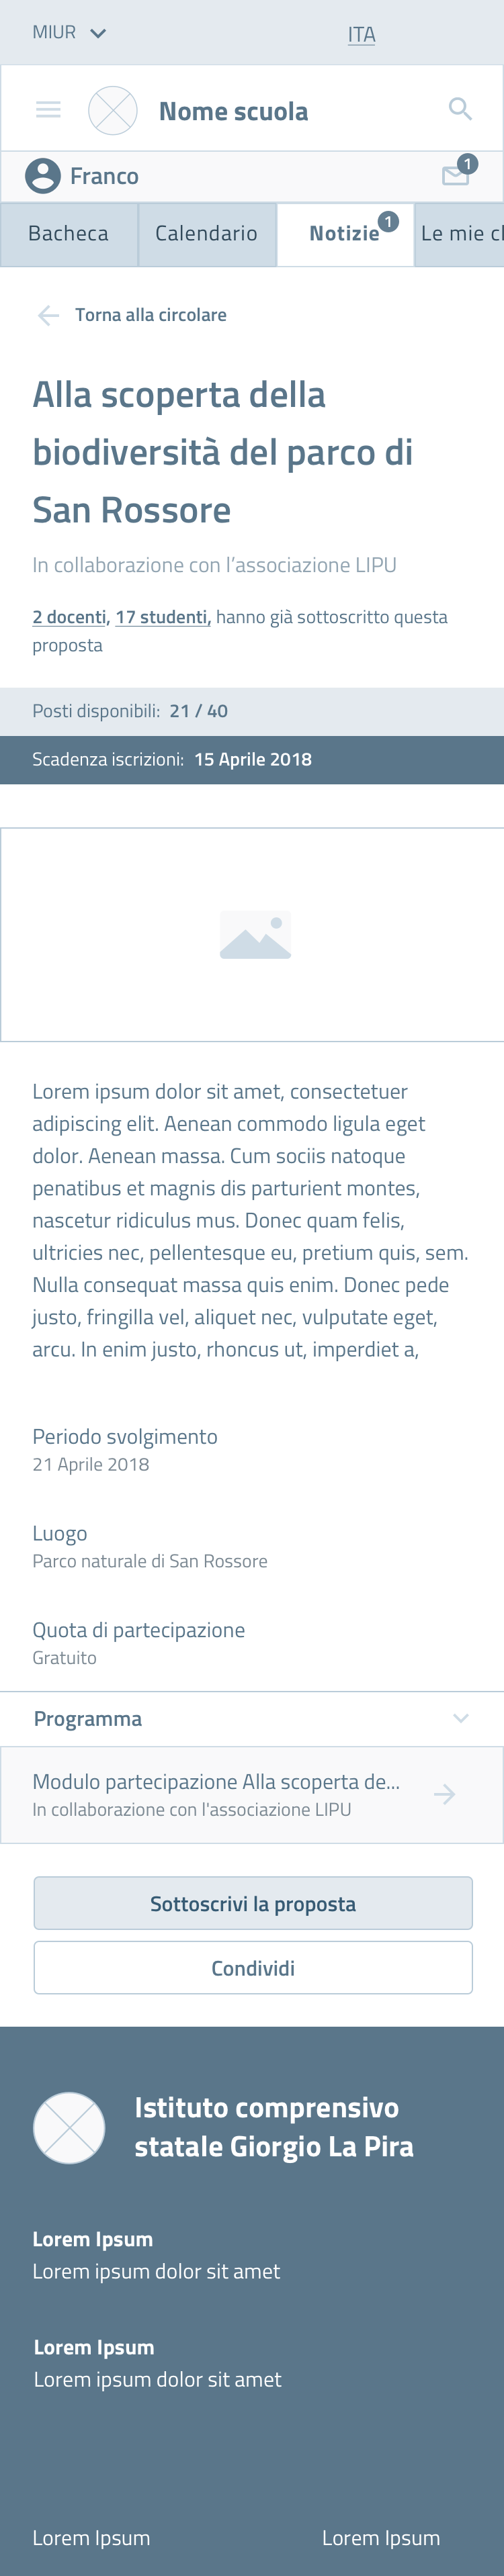 MIUR ITA
Nome scuola
Franco 1
Bacheca Calendario Notizie 1 Le mie
Torna alla circolare
Alla scoperta della
biodiversità del parco di
San Rossore
In collaborazione con l’associazione LIPU
2 docenti, 17 studenti, hanno già sottoscritto questa
proposta
Posti disponibili: 21 / 40
Scadenza iscrizioni: 15 Aprile 2018
Lorem ipsum dolor sit amet, consectetuer
adipiscing elit. Aenean commodo ligula eget
dolor. Aenean massa. Cum sociis natoque
penatibus et magnis dis parturient montes,
nascetur ridiculus mus. Donec quam felis,
ultricies nec, pellentesque eu, pretium quis, sem.
Nulla consequat massa quis enim. Donec pede
justo, fringilla vel, aliquet nec, vulputate eget,
arcu. In enim justo, rhoncus ut, imperdiet a,
Periodo svolgimento
21 Aprile 2018
Luogo
Parco naturale di San Rossore
Quota di partecipazione
Gratuito
Programma
Modulo partecipazione Alla scoperta de...
In collaborazione con l'associazione LIPU
Sottoscrivi la proposta
Condividi
Istituto comprensivo
statale Giorgio La Pira
Lorem Ipsum
Lorem ipsum dolor sit amet
Lorem Ipsum
Lorem ipsum dolor sit amet
Lorem Ipsum Lorem Ipsum